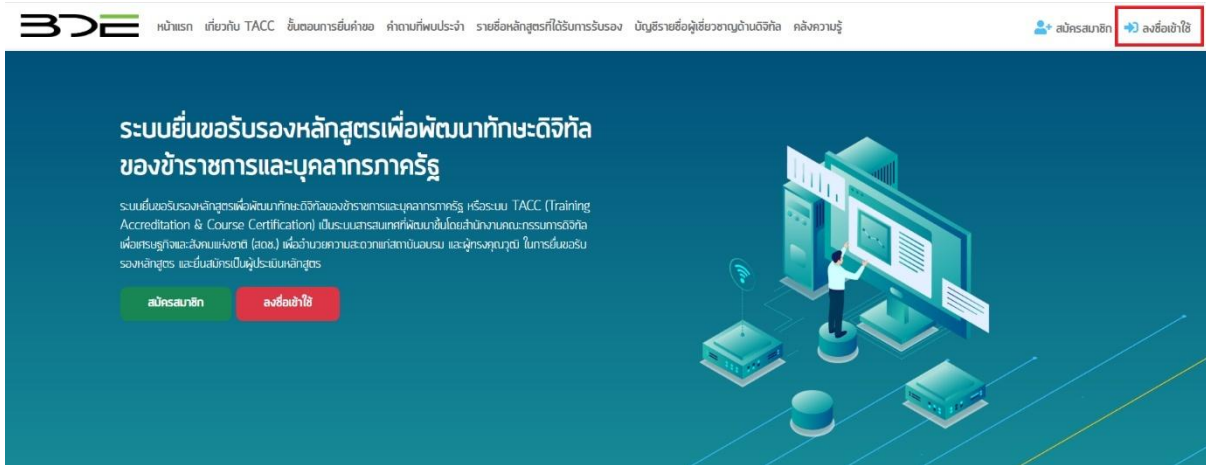 BDE หน้าแรก เกี่ยวกับ TACC ขั้นตอนการยื่นคำขอ คำถามที่พบบ่อยประจำ รายชื่อหลักสูตรที่ได้รับการรับรอง บัญชีรายชื่อผู้เชี่ยวชาญด้านดิจิทัล คลังความรู้ สมัครสมาชิก ลงชื่อเข้าใช้
ระบบยื่นขอรับรองหลักสูตรเพื่อพัฒนาทักษะดิจิทัล
ของข้าราชการและบุคลากรภาครัฐ
ระบบยื่นขอรับรองหลักสูตรเพื่อพัฒนาทักษะดิจิทัลของข้าราชการและบุคลากรภาครัฐ หรือระบบ TACC (Training
Accreditation & Course Certification) เป็นระบบสารสนเทศที่พัฒนาขึ้นโดยสำนักงานคณะกรรมการดิจิทัล
เพื่อเศรษฐกิจและสังคมแห่งชาติ (สดช.) เพื่ออำนวยความสะดวกแก่สถาบันอบรม และผู้ทรงคุณวุฒิ ในการยื่นขอรับ
รองหลักสูตร และยื่นสมัครเป็นผู้ประเมินหลักสูตร
สมัครสมาชิก ลงชื่อเข้าใช้